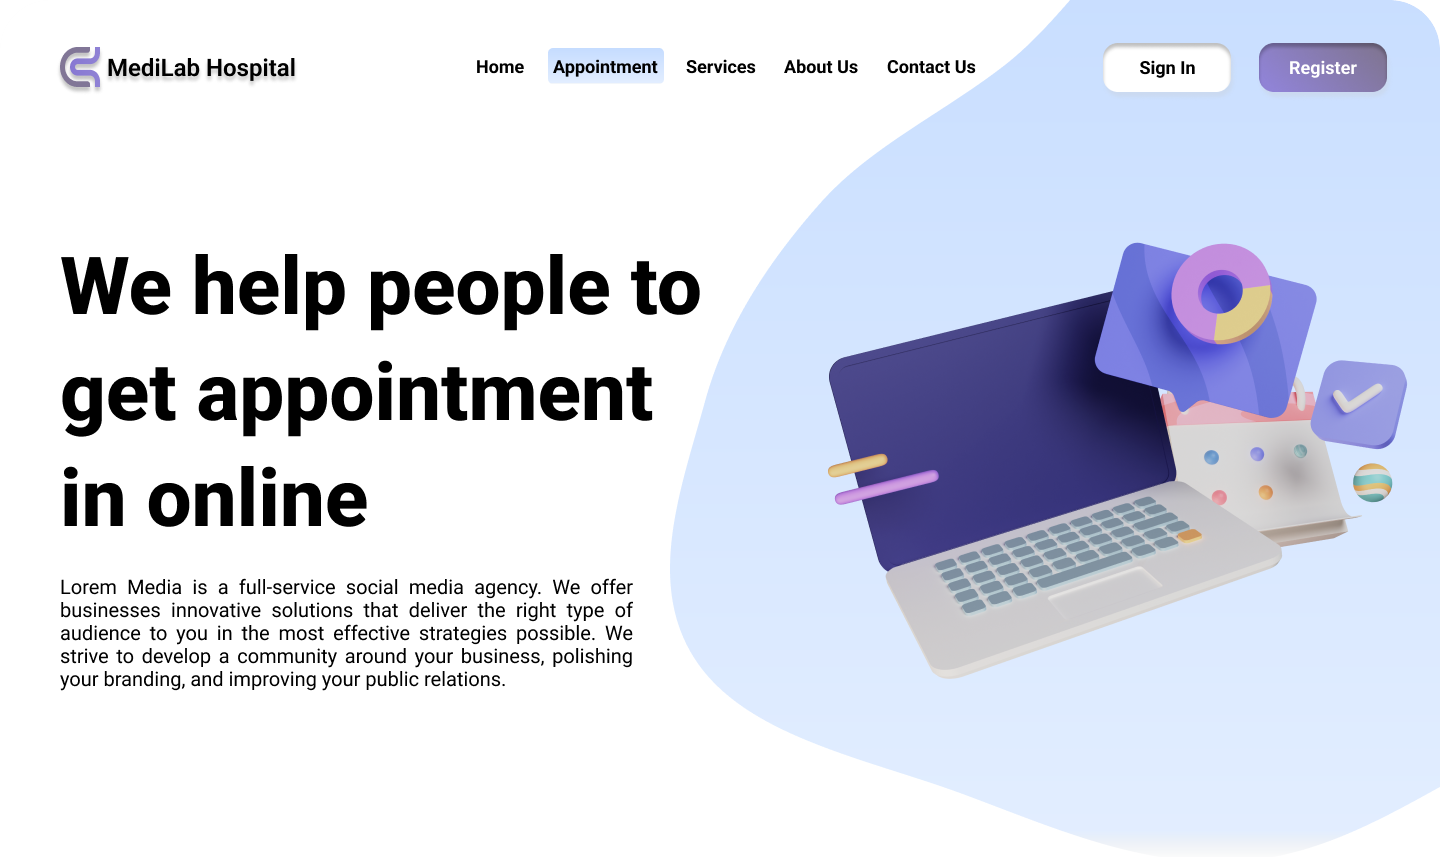 MediLab Hospital
Home
Appointment
Services
About Us
Contact Us
Sign In
Register
We help people to
get appointment
in online
Lorem Media is a full-service social media agency. We offer
businesses innovative solutions that deliver the right type of
audience to you in the most effective strategies possible. We
strive to develop a community around your business, polishing
your branding, and improving your public relations.